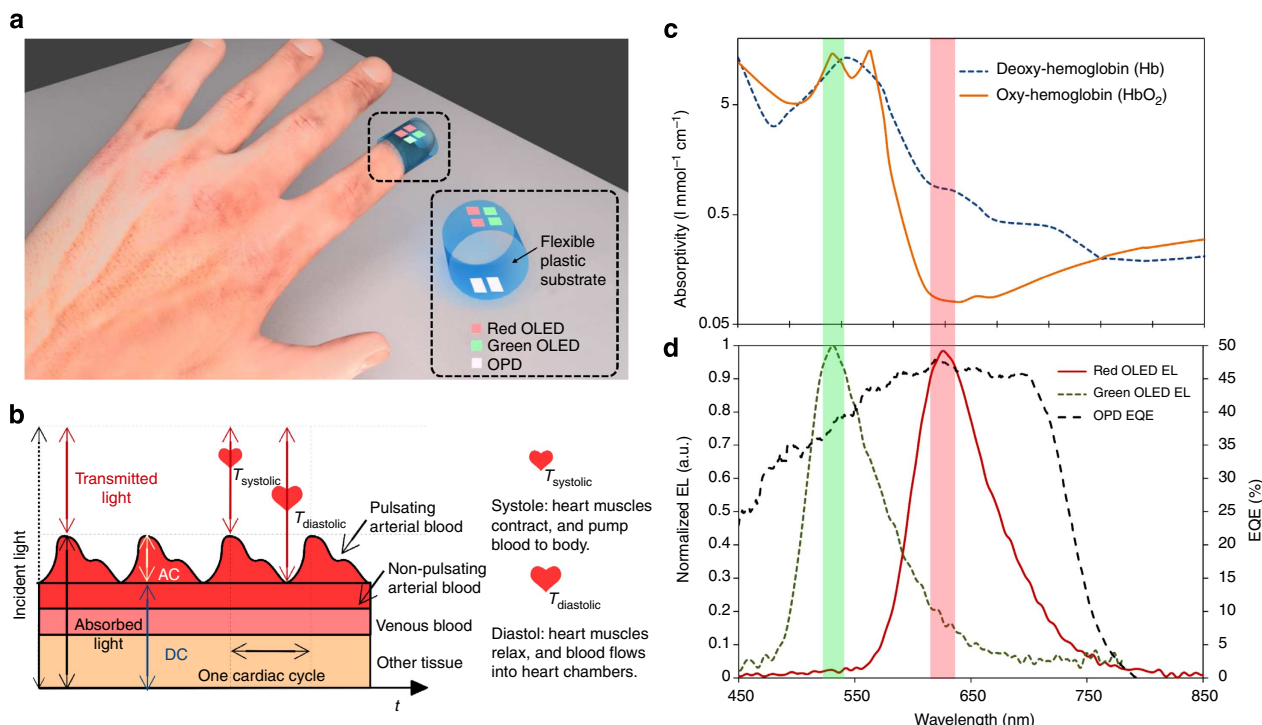 a
Flexible
plastic
substrate
Red OLED
Green OLED
OPD
b
Incident light
Transmitted
light
Tsystolic
Tdiastolic
Pulsating
arterial blood
Non-pulsating
arterial blood
AC
Absorbed
light
DC
Venous blood
Other tissue
One cardiac cycle
t
Tsystolic
Systole: heart muscles
contract, and pump
blood to body.
Tdiastolic
Diastol: heart muscles
relax, and blood flows
into heart chambers.
c
Absorptivity (l mmol⁻¹ cm⁻¹)
5
0.5
0.05
Deoxy-hemoglobin (Hb)
Oxy-hemoglobin (HbO₂)
d
Normalized EL (a.u.)
1
0.9
0.8
0.7
0.6
0.5
0.4
0.3
0.2
0.1
0
Red OLED EL
Green OLED EL
OPD EQE
50
45
40
35
30
25
20
15
10
5
0
EQE (%)
450
550
650
750
850
Wavelength (nm)